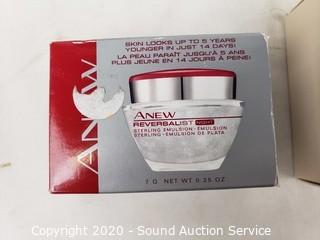 SKIN LOOKS UP TO 5 YEARS
YOUNGER IN JUST 14 DAYS!
LA PEAU PARAÎT JUSQU'À 5 ANS
PLUS JEUNE EN 14 JOURS À PEINE!
ANEW
ANEW
REVERSALIST NIGHT
STERLING EMULSION - ÉMULSION
STERLING - EMULSIÓN DE PLATA
7 G NET WT 0.25 OZ
Copyright 2020 - Sound Auction Service